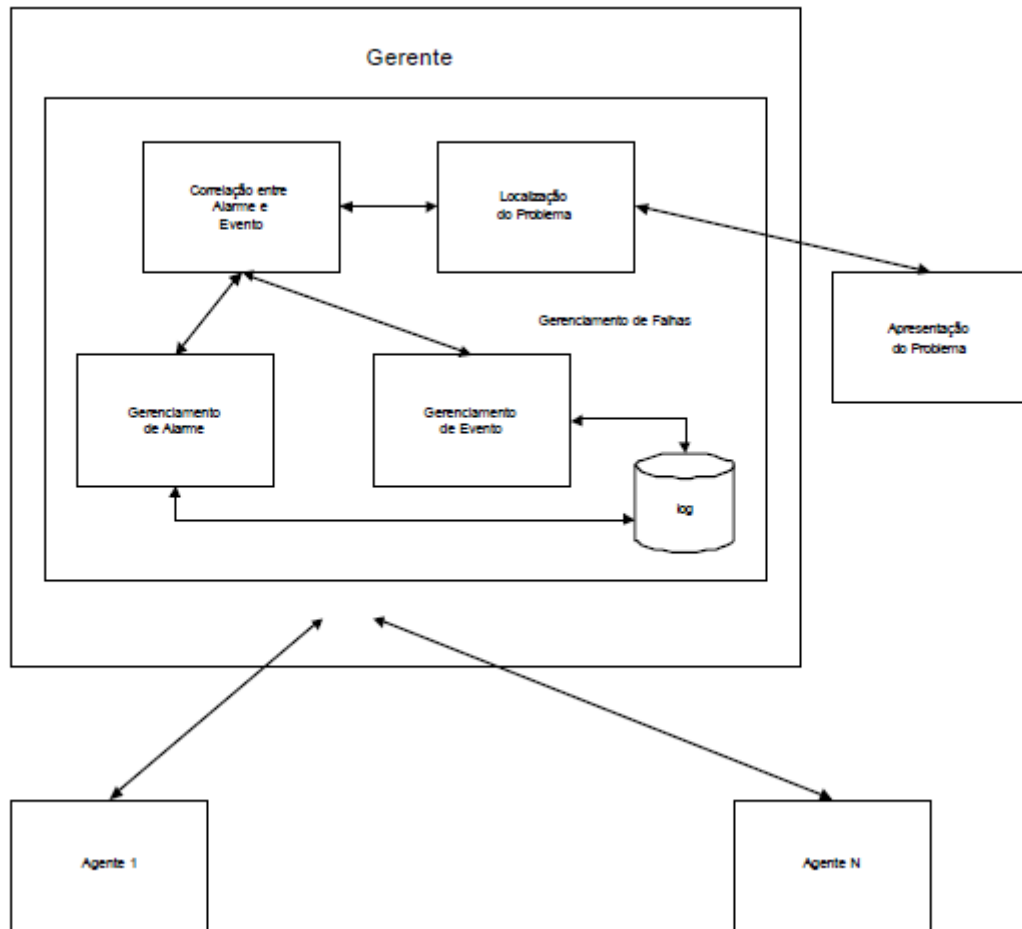 Gerente
Correlação entre
Alarme e
Evento
Localização
do Problema
Gerenciamento de Falhas
Apresentação
do Problema
Gerenciamento
de Alarme
Gerenciamento
de Evento
log
Agente 1
Agente N